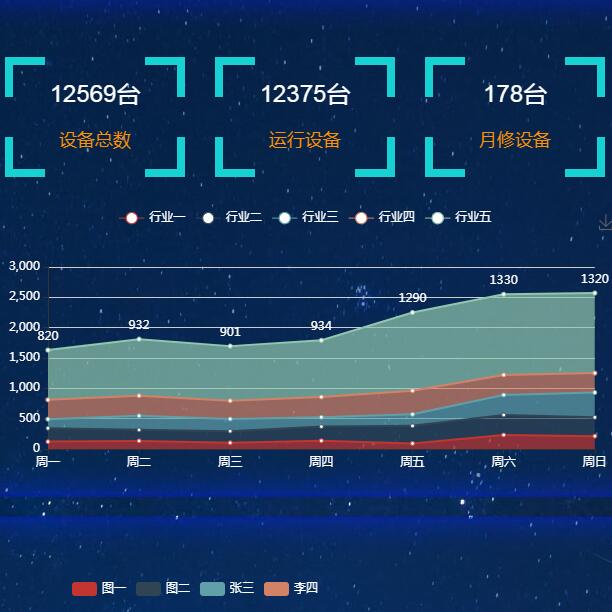 12569台 12375台 178台
设备总数 运行设备 月修设备
行业一 行业二 行业三 行业四 行业五
3,000
2,500
2,000
1,500
1,000
500
0
820 932 901 934 1290 1330 1320
周一 周二 周三 周四 周五 周六 周日
图一 图二 张三 李四